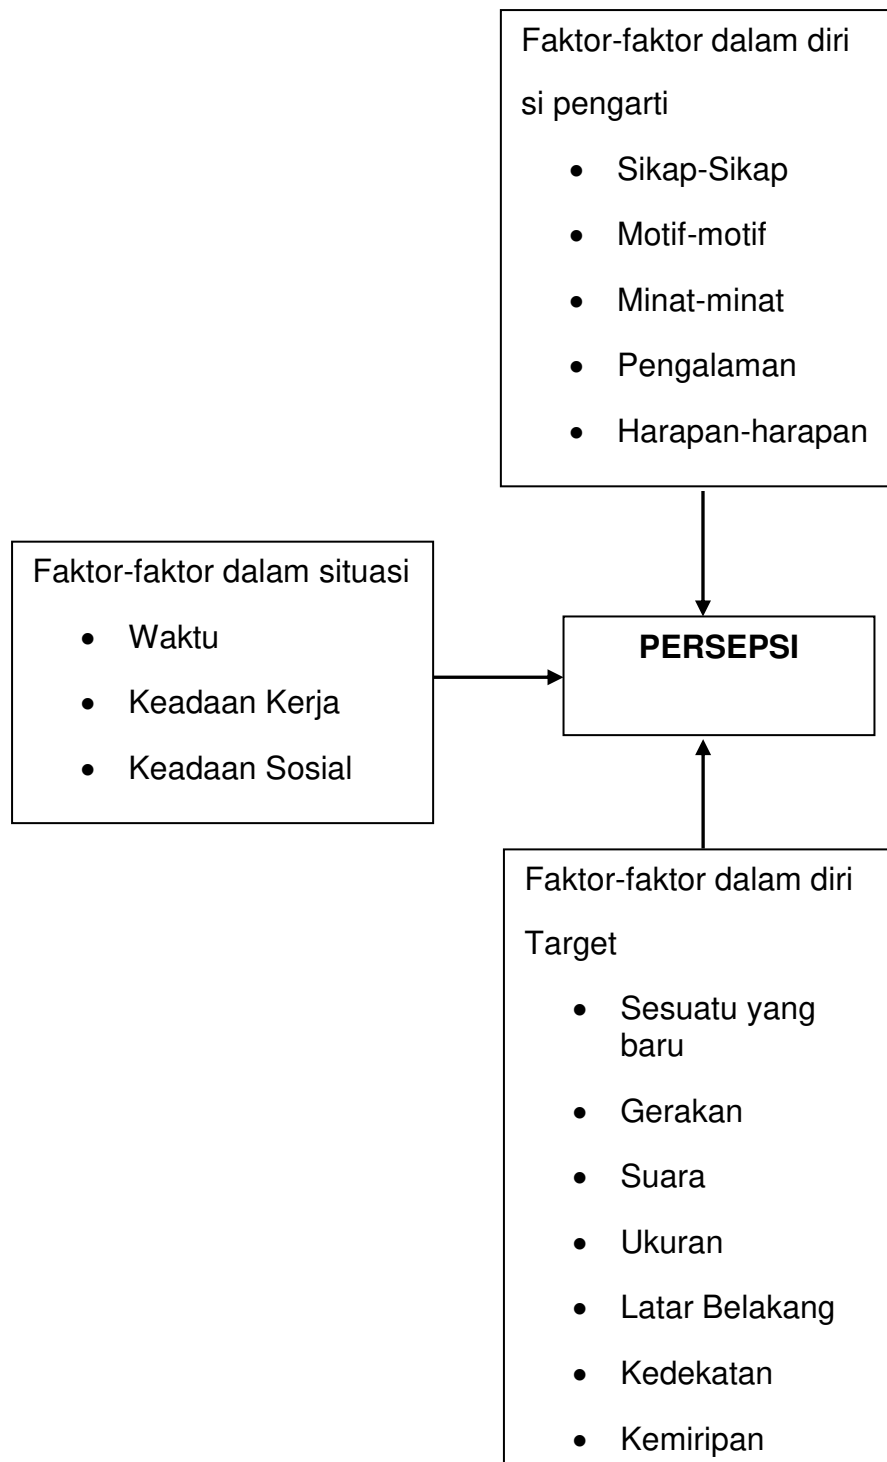 Faktor-faktor dalam diri
si pengarti
• Sikap-Sikap
• Motif-motif
• Minat-minat
• Pengalaman
• Harapan-harapan
Faktor-faktor dalam situasi
• Waktu
• Keadaan Kerja
• Keadaan Sosial
PERSEPSI
Faktor-faktor dalam diri
Target
• Sesuatu yang
baru
• Gerakan
• Suara
• Ukuran
• Latar Belakang
• Kedekatan
• Kemiripan